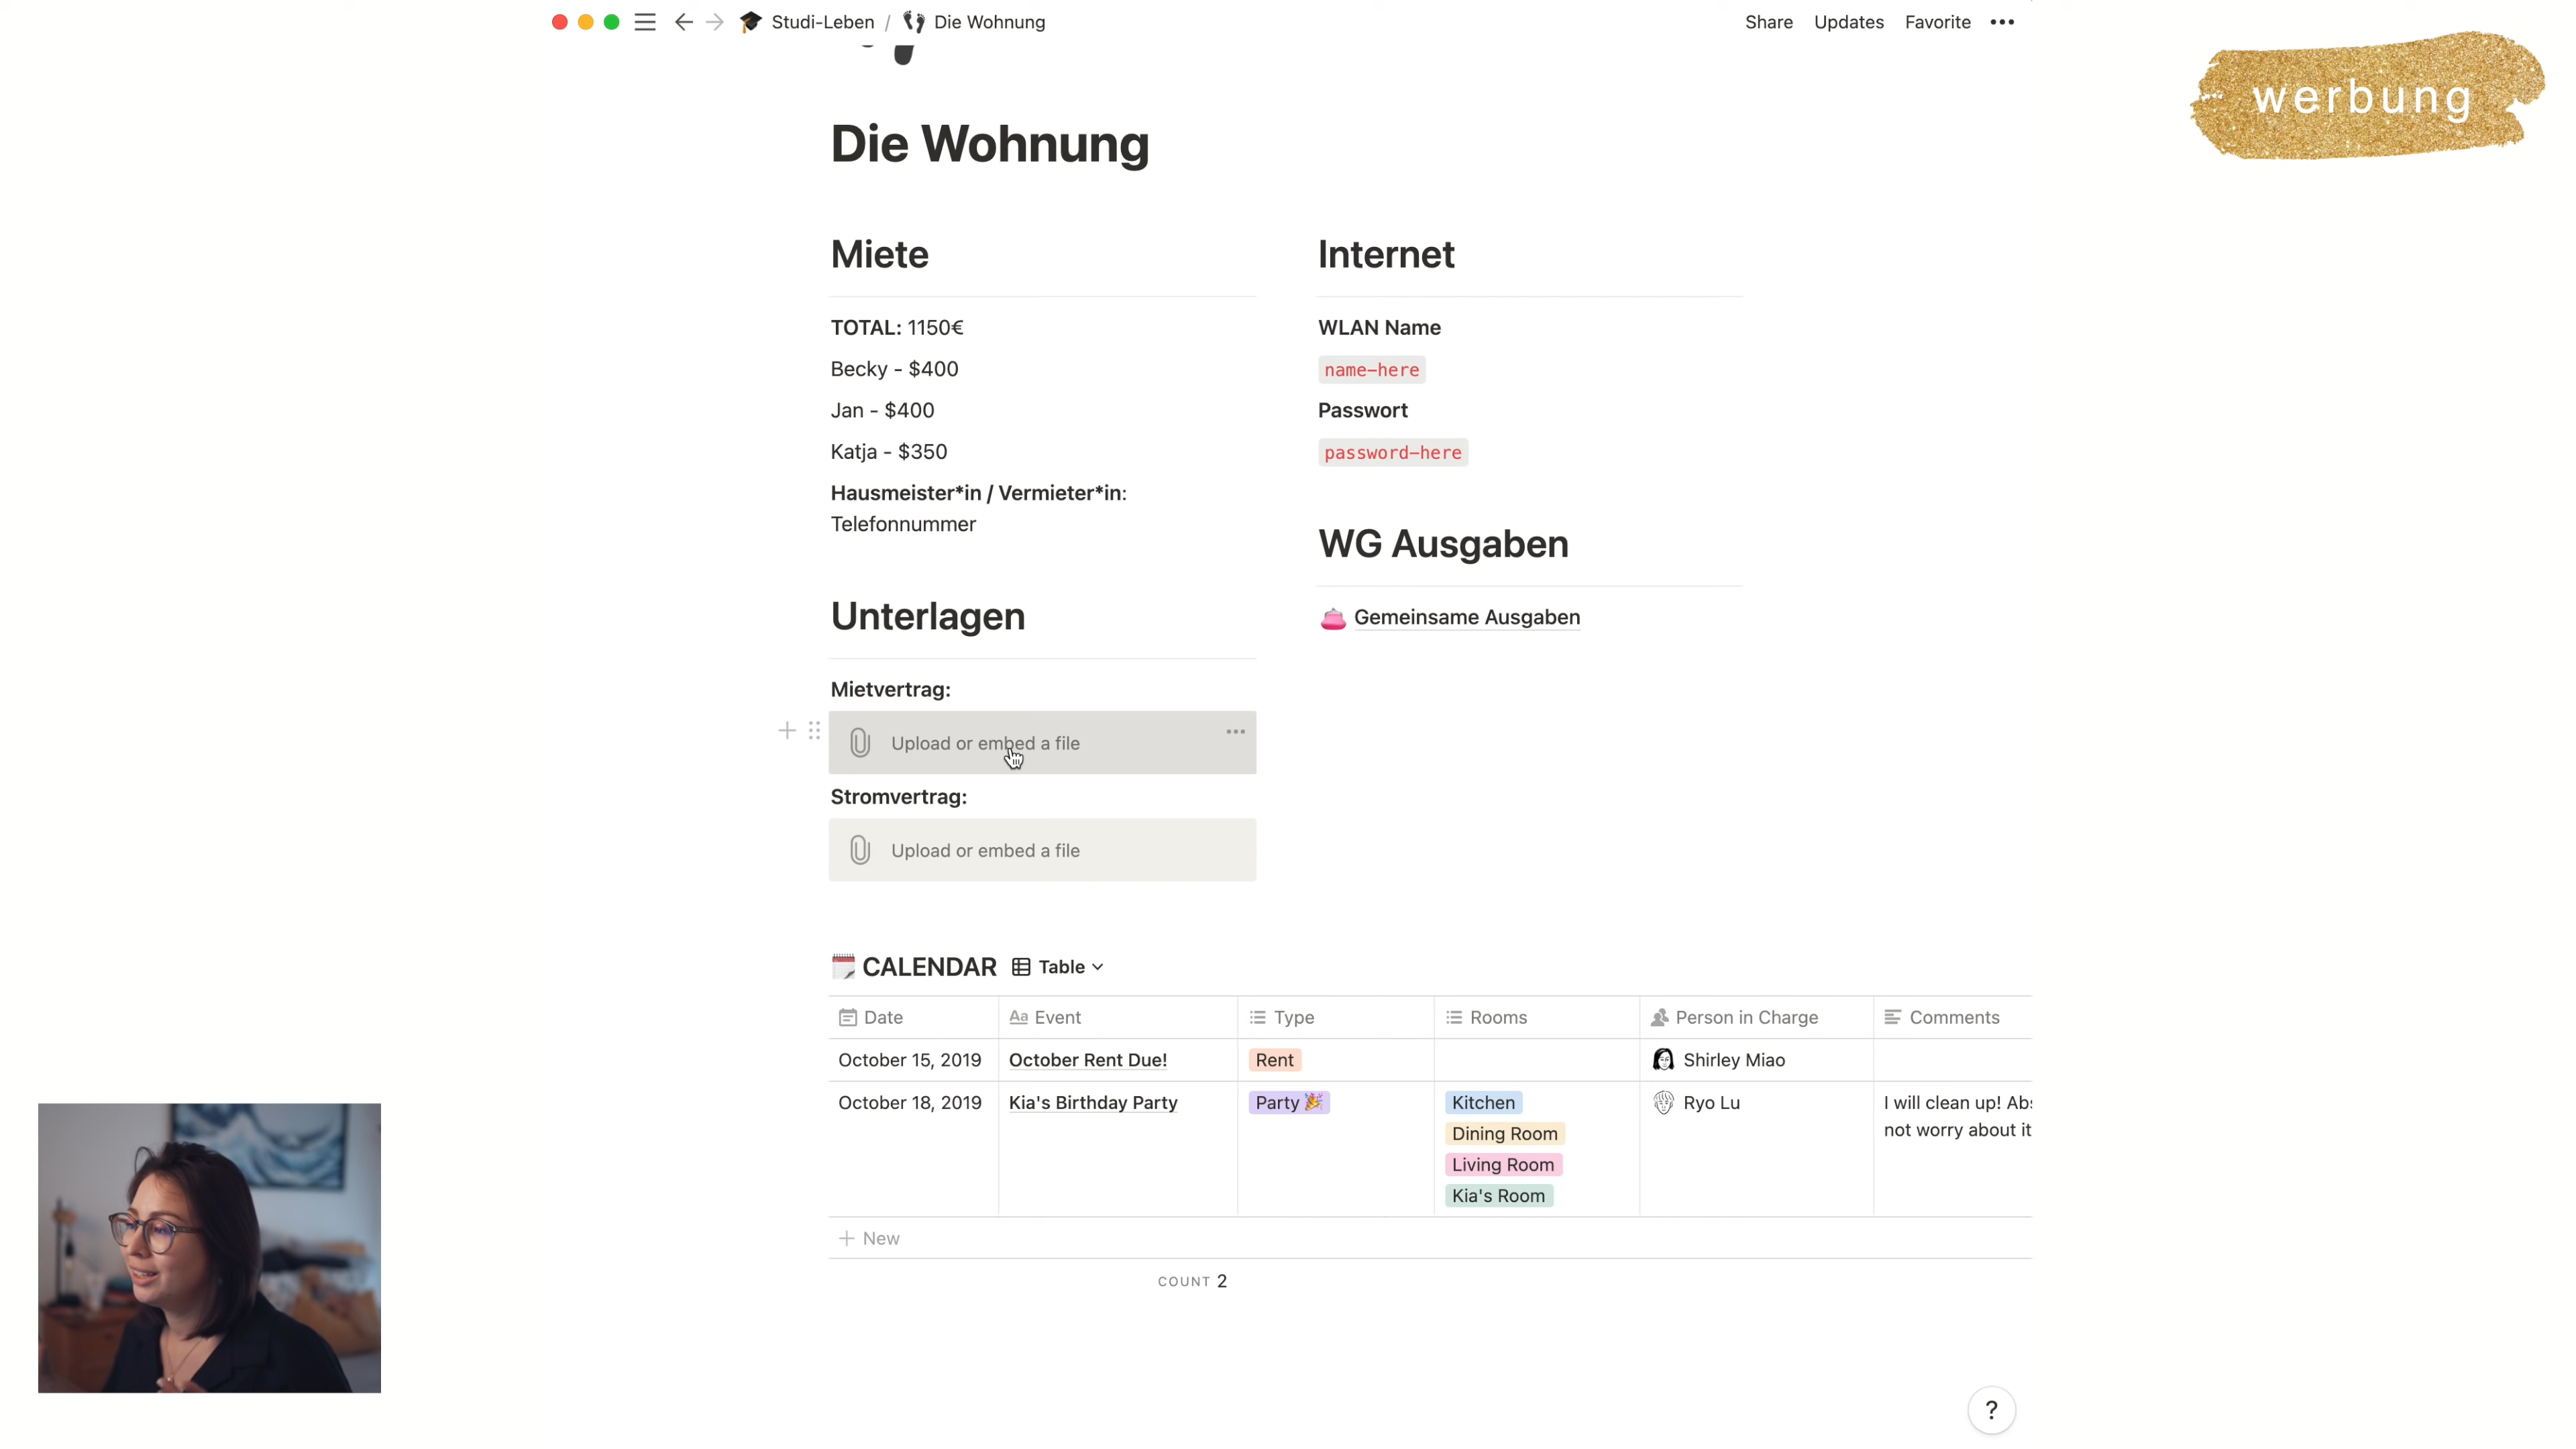 Studi-Leben / Die Wohnung
Share Updates Favorite
werbung
Die Wohnung
Miete
TOTAL: 1150€
Becky - $400
Jan - $400
Katja - $350
Hausmeister*in / Vermieter*in:
Telefonnummer
Internet
WLAN Name
name-here
Passwort
password-here
WG Ausgaben
Gemeinsame Ausgaben
Unterlagen
Mietvertrag:
Upload or embed a file
Stromvertrag:
Upload or embed a file
CALENDAR Table
Date Aa Event Type Rooms Person in Charge Comments
October 15, 2019 October Rent Due! Rent Shirley Miao
October 18, 2019 Kia's Birthday Party Party Kitchen Ryo Lu I will clean up!
not worry about it
Dining Room
Living Room
Kia's Room
+ New
COUNT 2
?